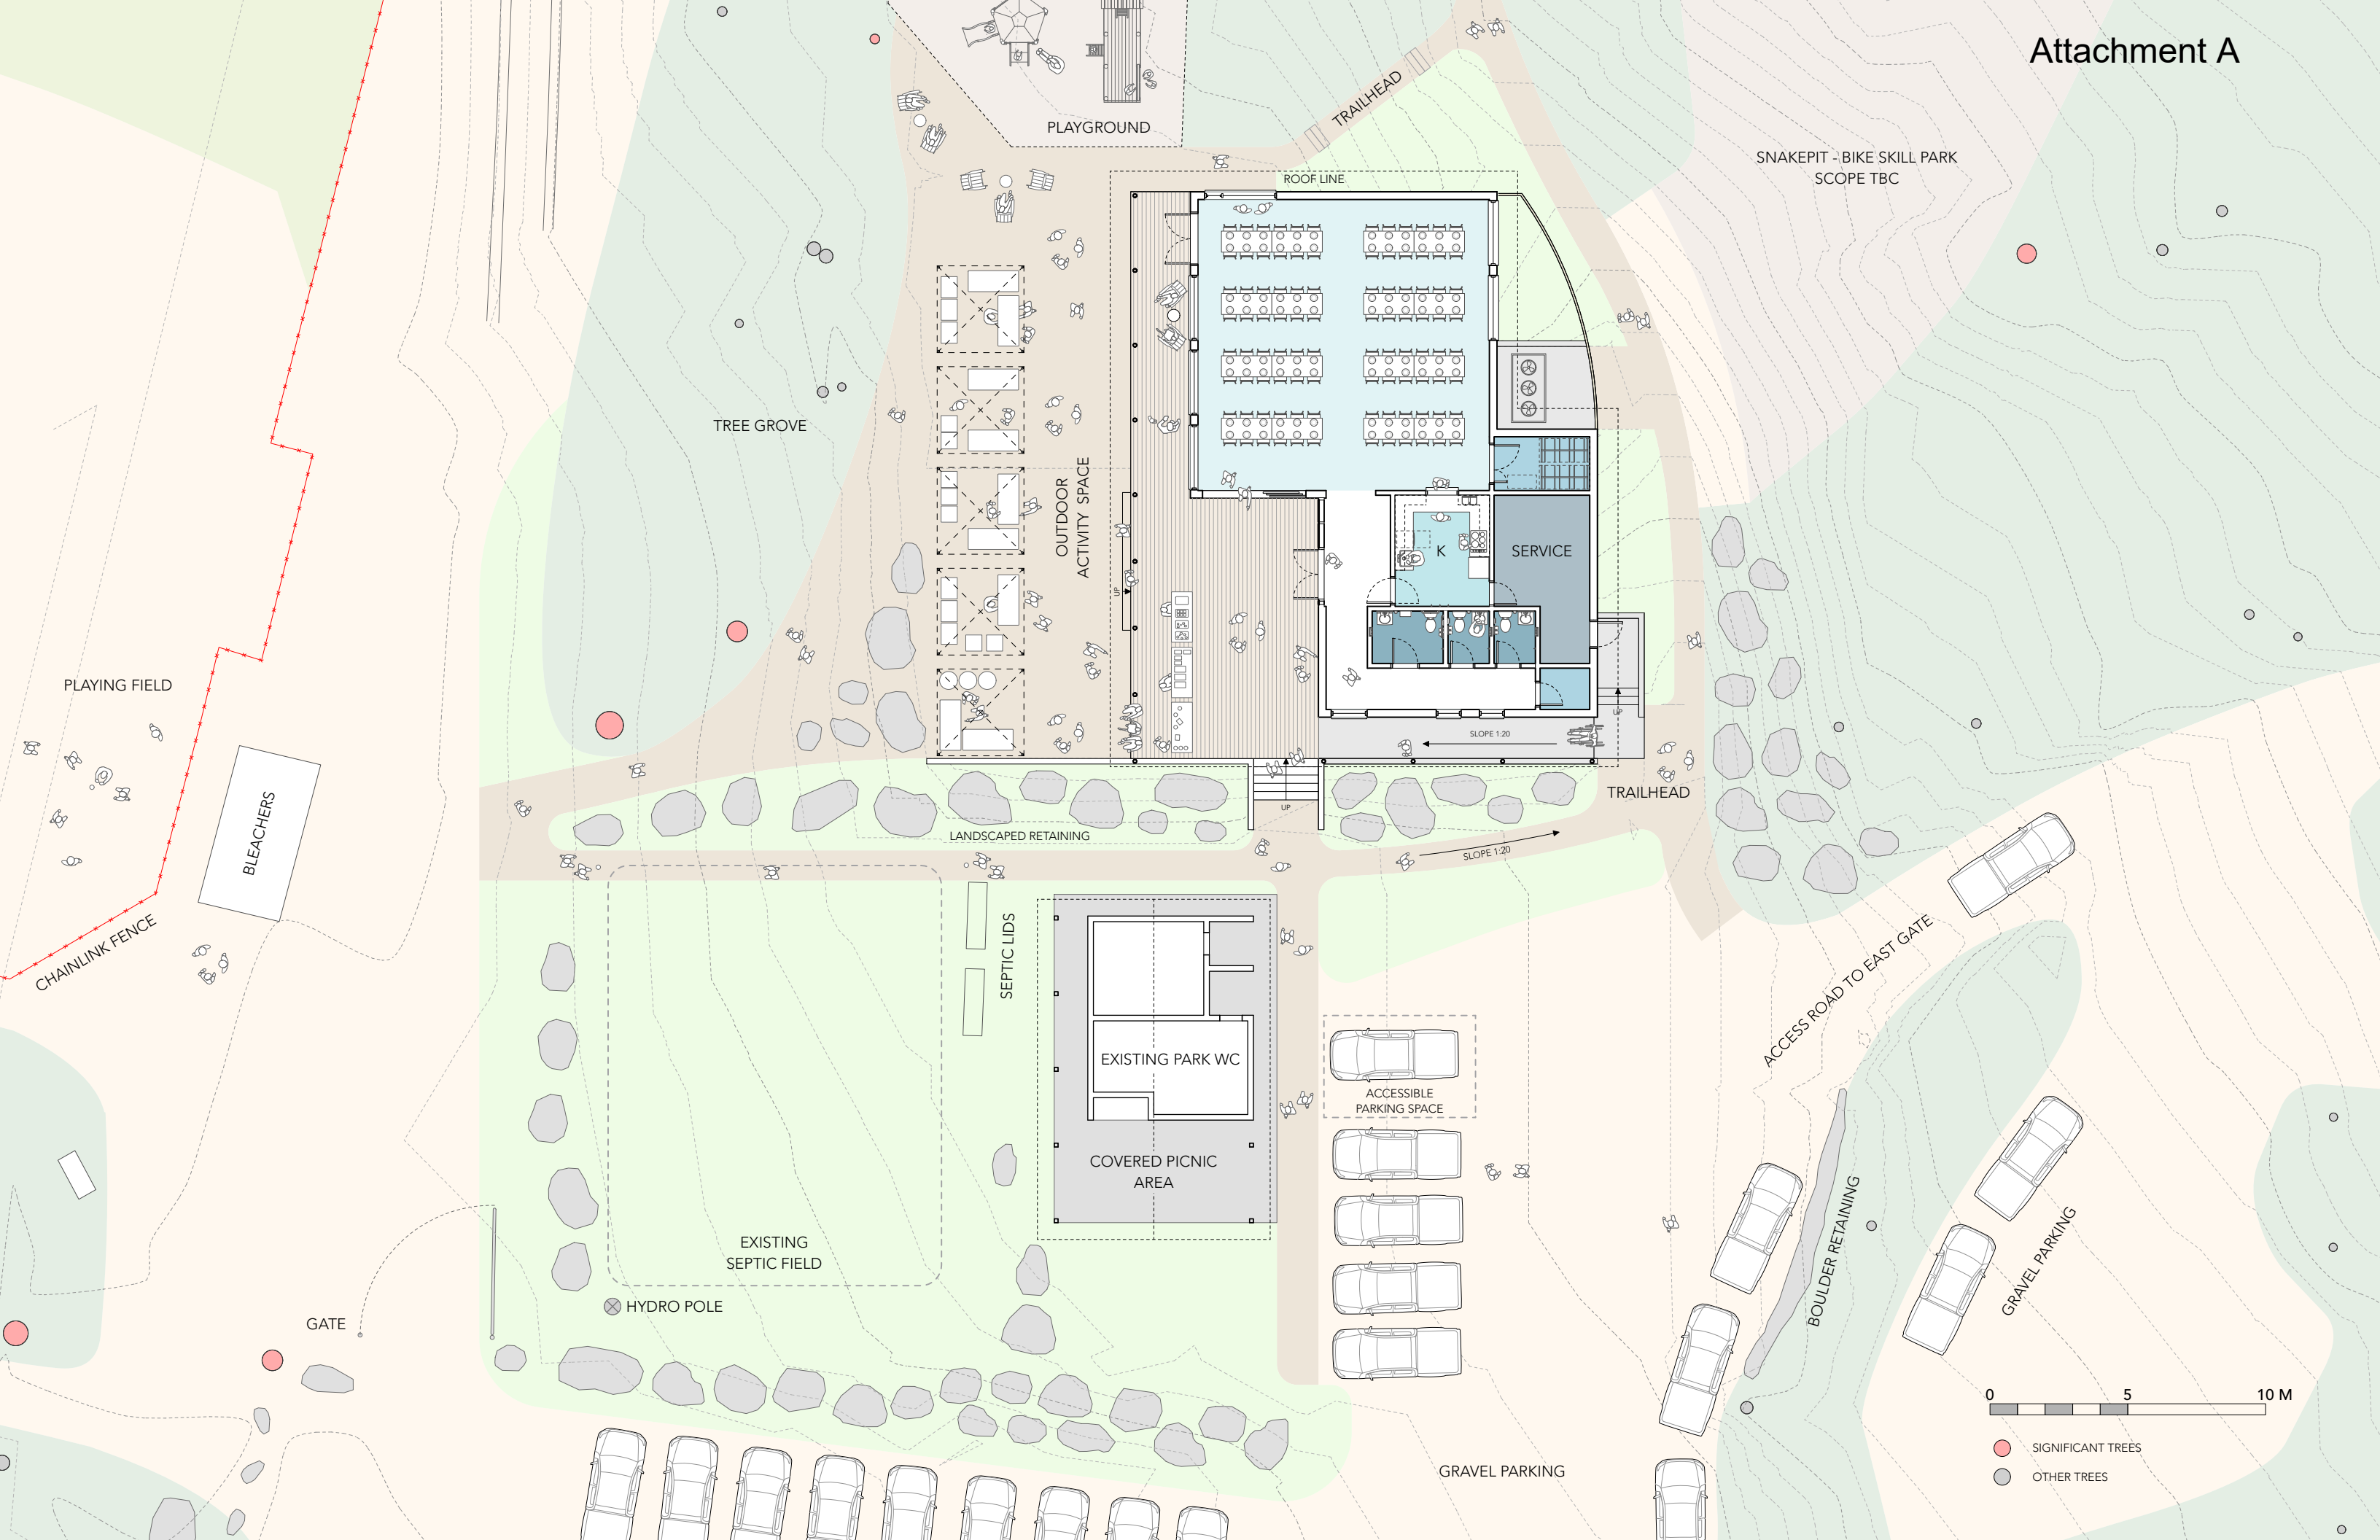 Attachment A
PLAYGROUND
TRAILHEAD
SNAKEPIT - BIKE SKILL PARK
SCOPE TBC
ROOF LINE
TREE GROVE
OUTDOOR
ACTIVITY SPACE
UP
K
SERVICE
PLAYING FIELD
UP
SLOPE 1:20
TRAILHEAD
BLEACHERS
UP
LANDSCAPED RETAINING
SLOPE 1:20
CHAINLINK FENCE
SEPTIC LIDS
ACCESS ROAD TO EAST GATE
EXISTING PARK WC
ACCESSIBLE
PARKING SPACE
COVERED PICNIC
AREA
BOULDER RETAINING
GRAVEL PARKING
EXISTING
SEPTIC FIELD
HYDRO POLE
GATE
0 5 10 M
SIGNIFICANT TREES
GRAVEL PARKING
OTHER TREES